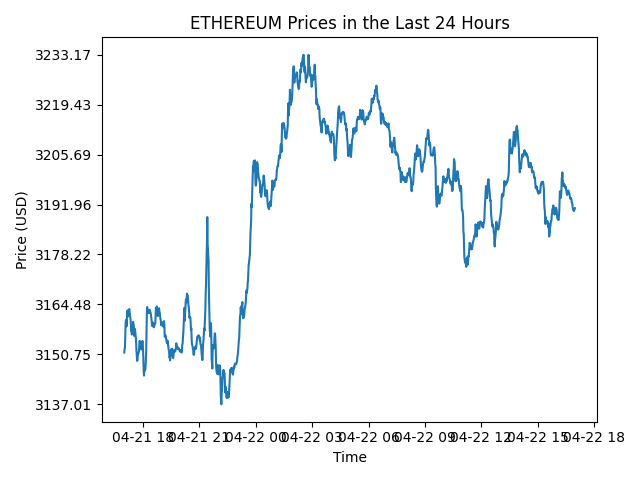 ETHEREUM Prices in the Last 24 Hours
3233.17
3219.43
3205.69
3191.96
3178.22
3164.48
3150.75
3137.01
Price (USD)
04-21 18 04-21 21 04-22 00 04-22 03 04-22 06 04-22 09 04-22 12 04-22 15 04-22 18
Time